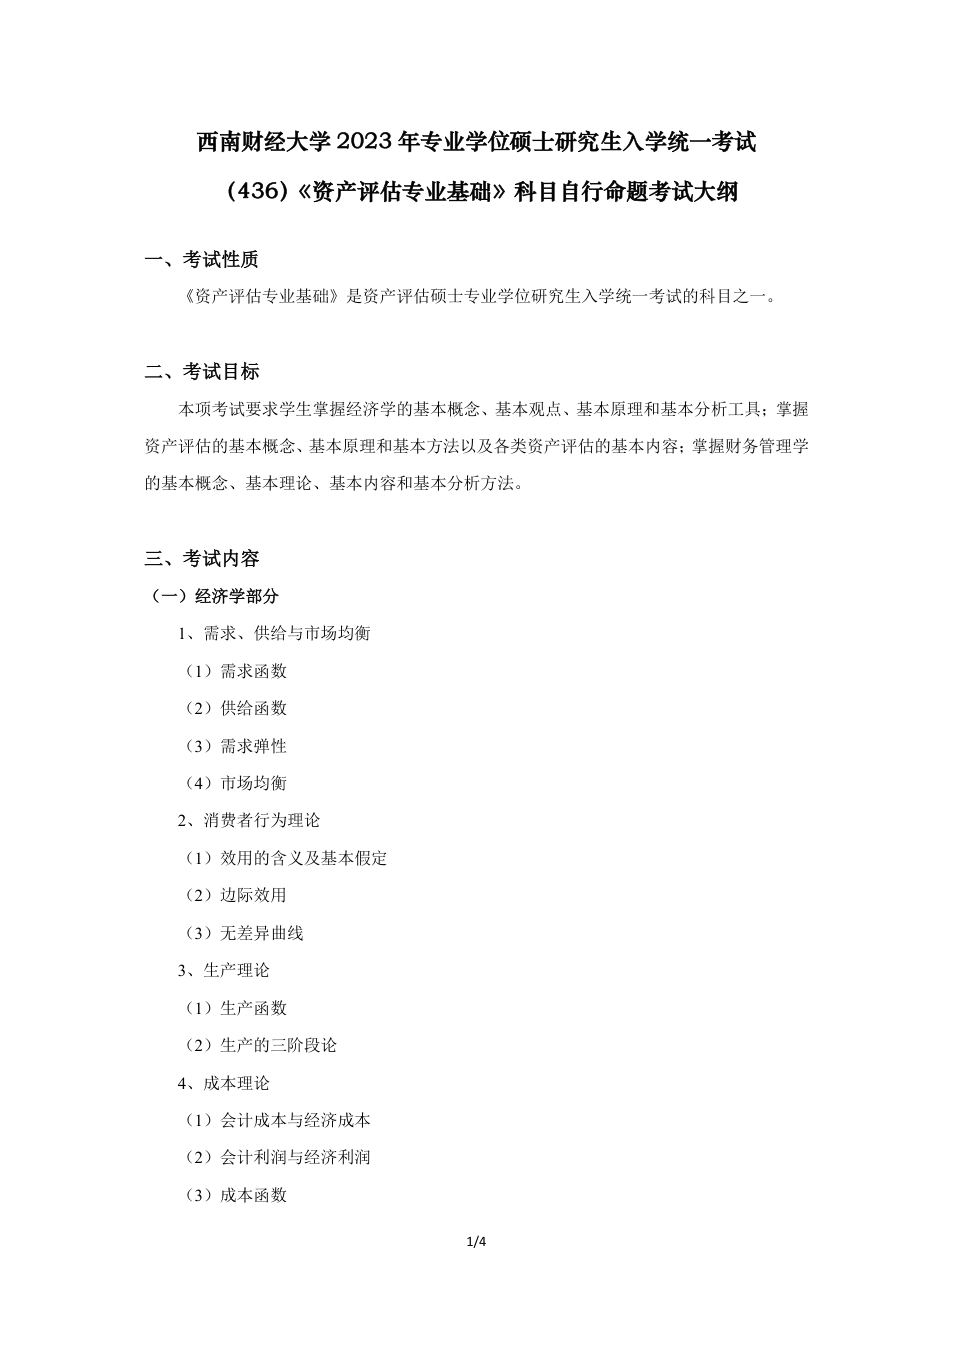 西南财经大学 2023 年专业学位硕士研究生入学统一考试
（436）《资产评估专业基础》科目自行命题考试大纲
一、考试性质
《资产评估专业基础》是资产评估硕士专业学位研究生入学统一考试的科目之一。
二、考试目标
本项考试要求学生掌握经济学的基本概念、基本观点、基本原理和基本分析工具；掌握
资产评估的基本概念、基本原理和基本方法以及各类资产评估的基本内容；掌握财务管理学
的基本概念、基本理论、基本内容和基本分析方法。
三、考试内容
（一）经济学部分
1、需求、供给与市场均衡
（1）需求函数
（2）供给函数
（3）需求弹性
（4）市场均衡
2、消费者行为理论
（1）效用的含义及基本假定
（2）边际效用
（3）无差异曲线
3、生产理论
（1）生产函数
（2）生产的三阶段论
4、成本理论
（1）会计成本与经济成本
（2）会计利润与经济利润
（3）成本函数
1/4